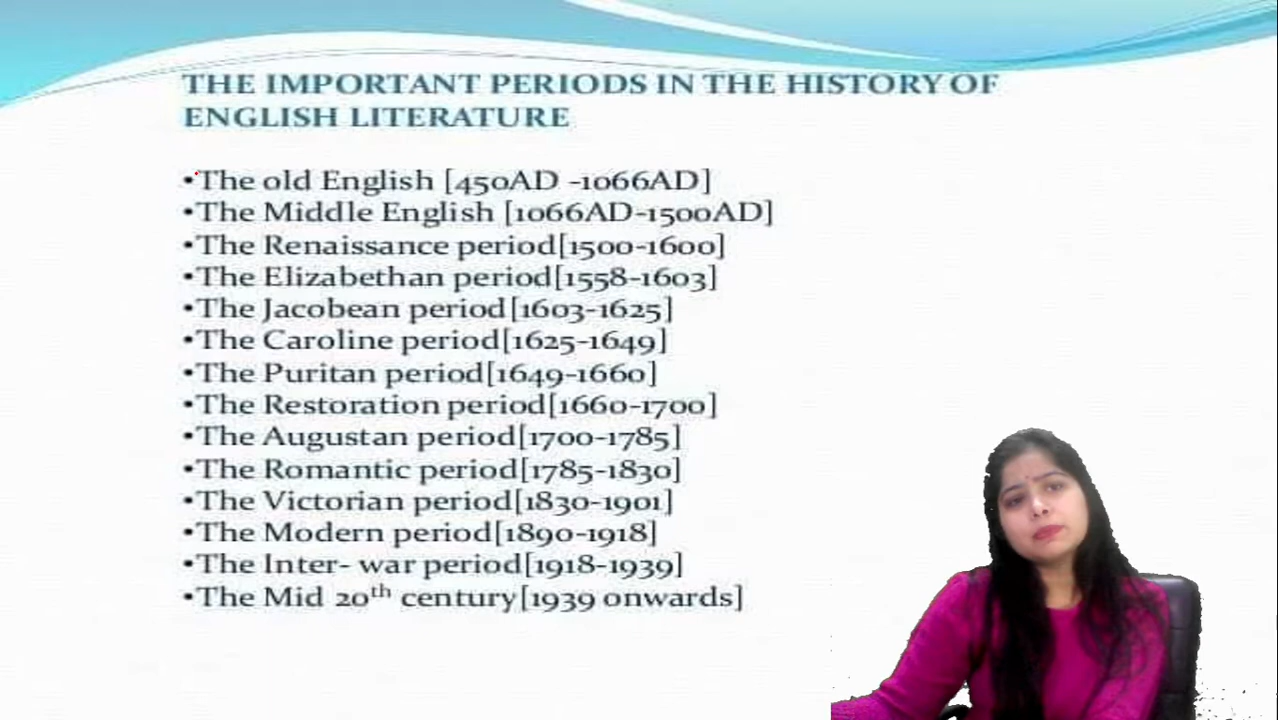 THE IMPORTANT PERIODS IN THE HISTORY OF
ENGLISH LITERATURE
•The old English [450AD -1066AD]
•The Middle English [1066AD-1500AD]
•The Renaissance period[1500-1600]
•The Elizabethan period[1558-1603]
•The Jacobean period[1603-1625]
•The Caroline period[1625-1649]
•The Puritan period[1649-1660]
•The Restoration period[1660-1700]
•The Augustan period[1700-1785]
•The Romantic period[1785-1830]
•The Victorian period[1830-1901]
•The Modern period[1890-1918]
•The Inter- war period[1918-1939]
•The Mid 20th century[1939 onwards]